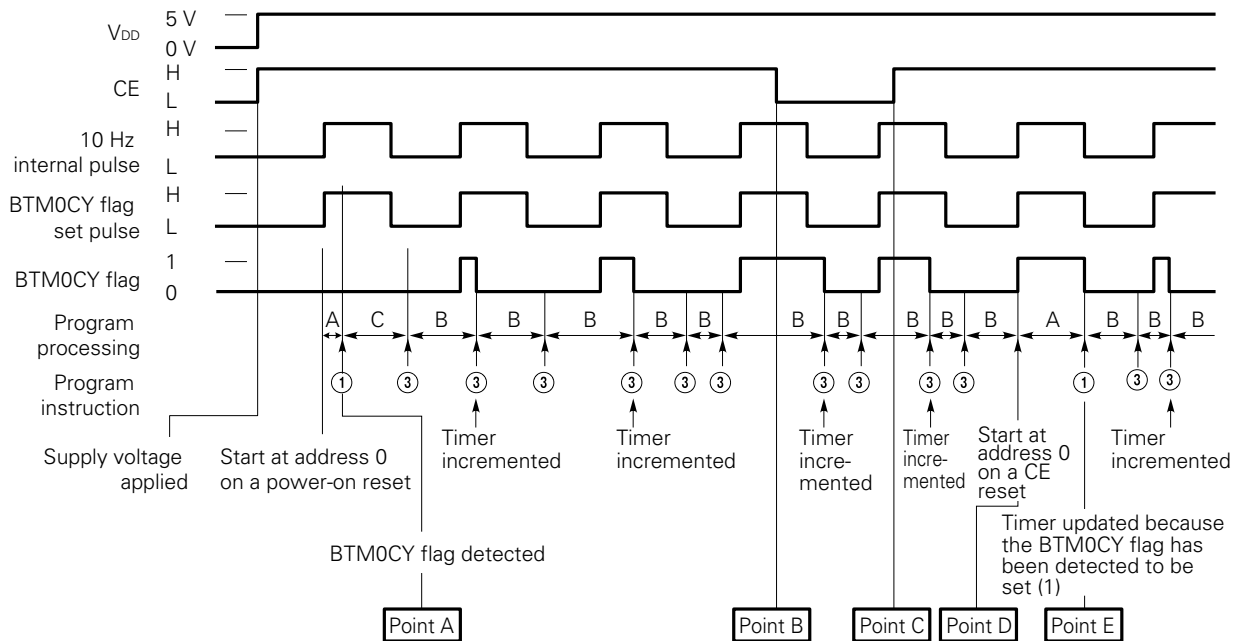 VDD
5 V
0 V
CE
H
L
10 Hz
internal pulse
H
L
BTM0CY flag
set pulse
H
L
BTM0CY flag
1
0
Program
processing
A C B B B B B B B B B B A B B B
Program
instruction
① ③ ③ ③ ③ ③ ③ ③ ③ ③ ③ ① ③ ③
Supply voltage
applied
Start at address 0
on a power-on reset
Timer
incremented
Timer
incremented
Timer
incre-
mented
Timer
incre-
mented
Start at
address 0
on a CE
reset
Timer
incremented
BTM0CY flag detected
Timer updated because
the BTM0CY flag has
been detected to be
set (1)
Point A
Point B
Point C
Point D
Point E